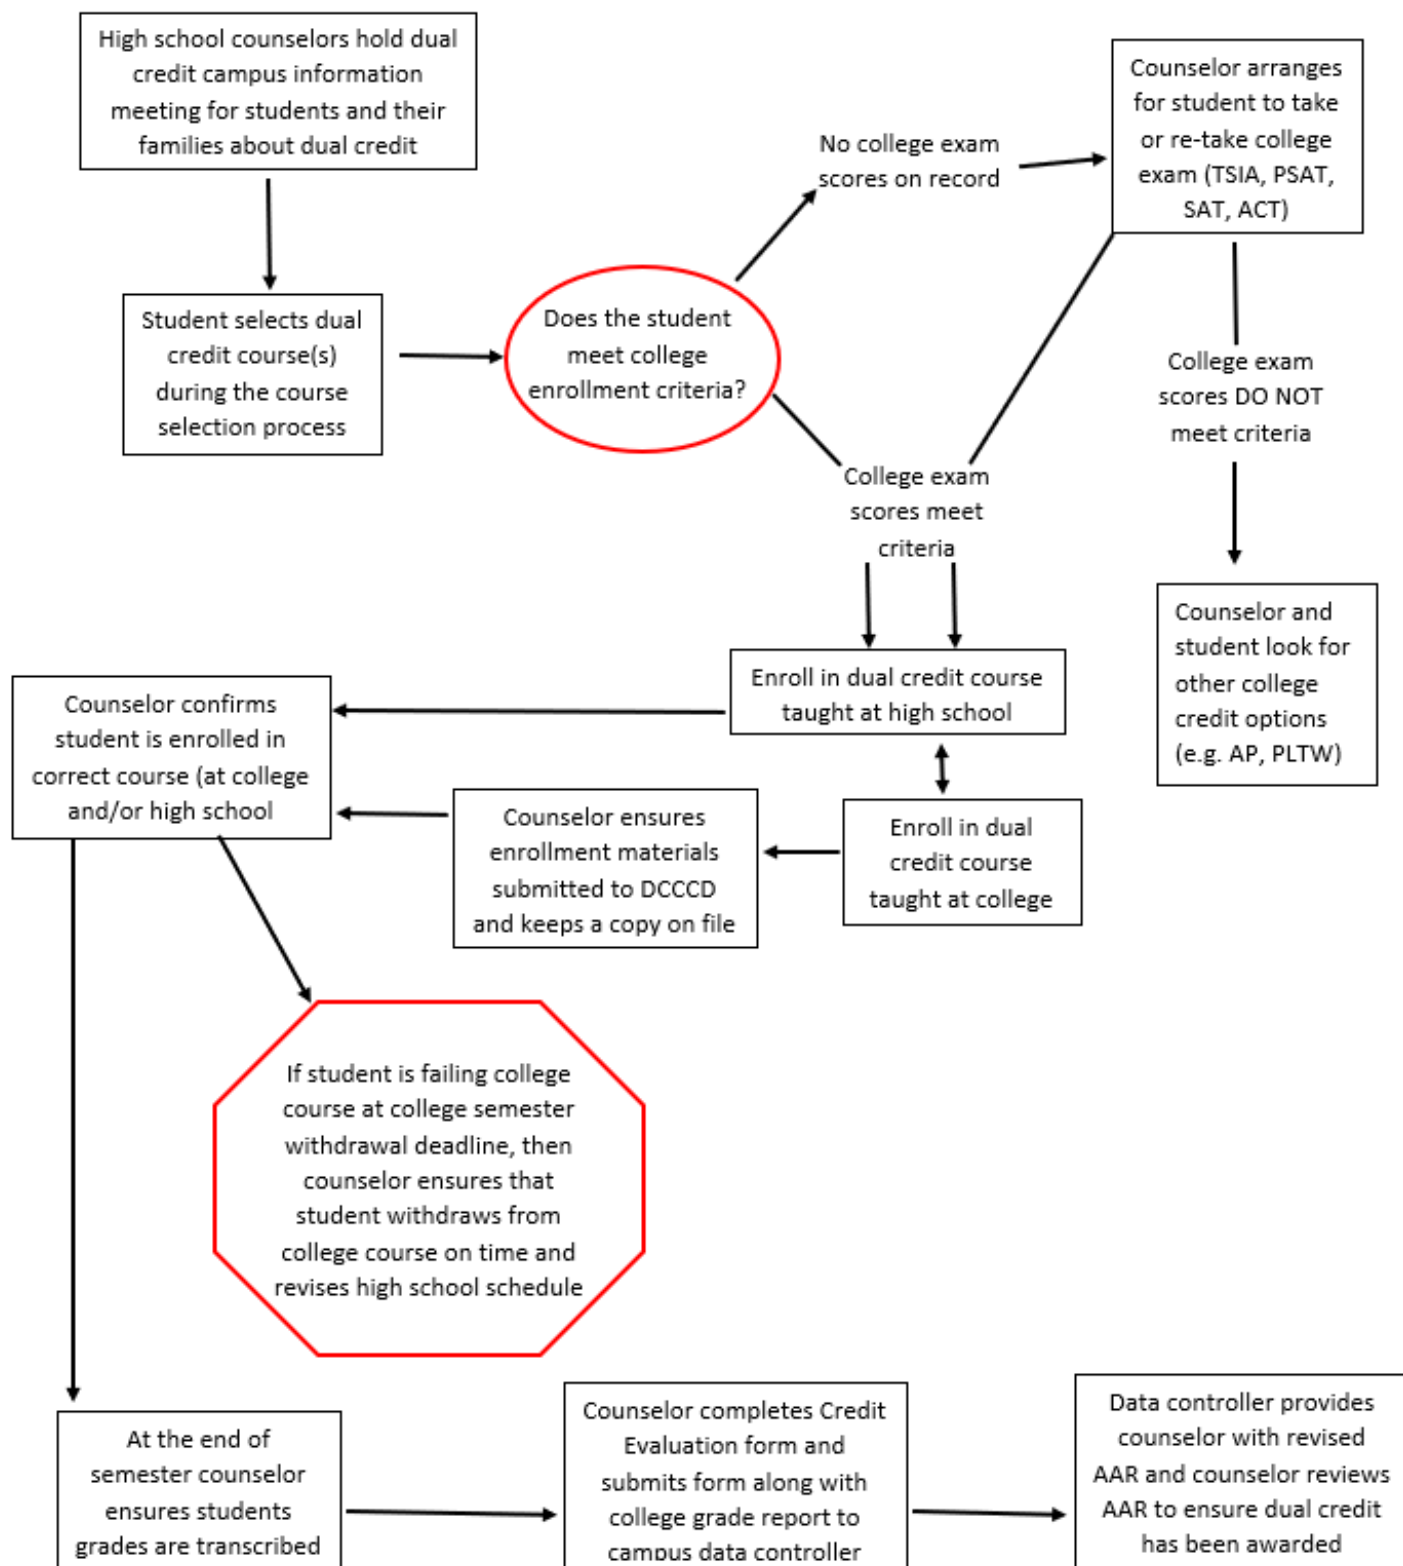 High school counselors hold dual
credit campus information
meeting for students and their
families about dual credit
Student selects dual
credit course(s)
during the course
selection process
Does the student
meet college
enrollment criteria?
No college exam
scores on record
Counselor arranges
for student to take
or re-take college
exam (TSIA, PSAT,
SAT, ACT)
College exam
scores DO NOT
meet criteria
Counselor and
student look for
other college
credit options
(e.g. AP, PLTW)
College exam
scores meet
criteria
Enroll in dual credit course
taught at high school
Enroll in dual
credit course
taught at college
Counselor ensures
enrollment materials
submitted to DCCCD
and keeps a copy on file
Counselor confirms
student is enrolled in
correct course (at college
and/or high school
If student is failing college
course at college semester
withdrawal deadline, then
counselor ensures that
student withdraws from
college course on time and
revises high school schedule
At the end of
semester counselor
ensures students
grades are transcribed
Counselor completes Credit
Evaluation form and
submits form along with
college grade report to
campus data controller
Data controller provides
counselor with revised
AAR and counselor reviews
AAR to ensure dual credit
has been awarded